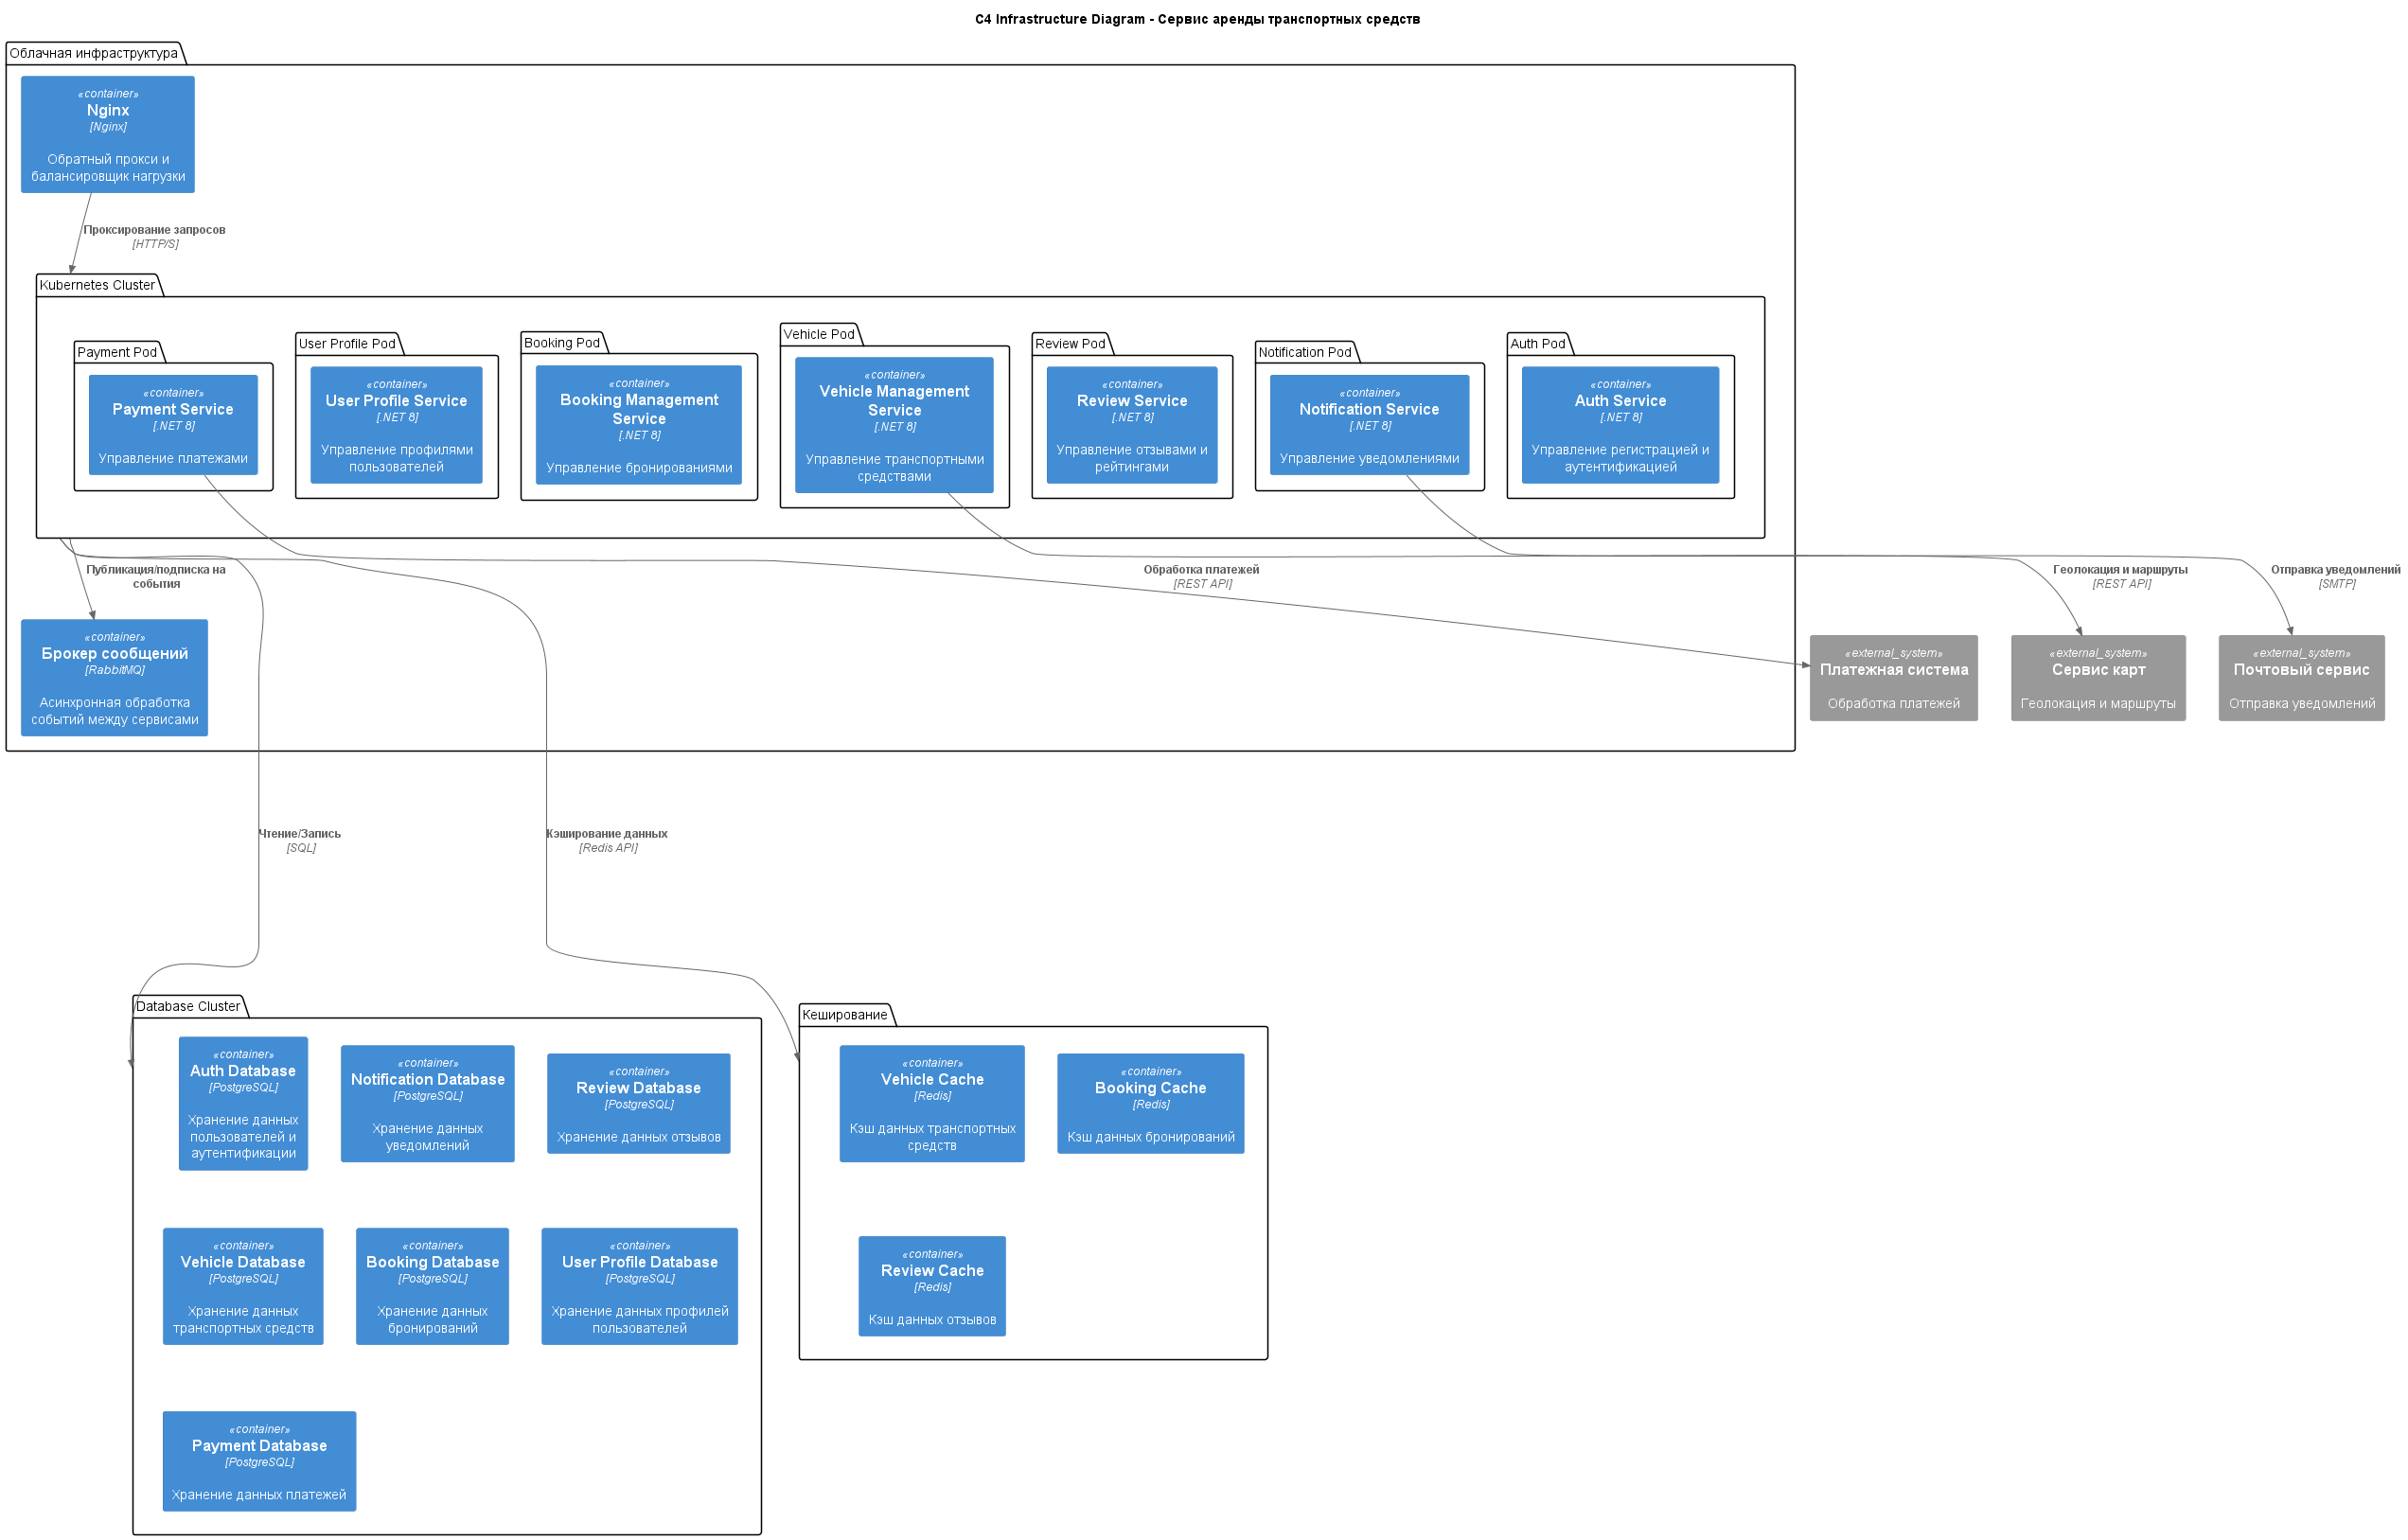 C4 Infrastructure Diagram - Сервис аренды транспортных средств
Облачная инфраструктура
«container»
Nginx
[Nginx]
Обратный прокси и
балансировщик нагрузки
Проксирование запросов
[HTTP/S]
Kubernetes Cluster
Payment Pod
«container»
Payment Service
[.NET 8]
Управление платежами
User Profile Pod
«container»
User Profile Service
[.NET 8]
Управление профилями
пользователей
Booking Pod
«container»
Booking Management
Service
[.NET 8]
Управление бронированиями
Vehicle Pod
«container»
Vehicle Management
Service
[.NET 8]
Управление транспортными
средствами
Review Pod
«container»
Review Service
[.NET 8]
Управление отзывами и
рейтингами
Notification Pod
«container»
Notification Service
[.NET 8]
Управление уведомлениями
Auth Pod
«container»
Auth Service
[.NET 8]
Управление регистрацией и
аутентификацией
Публикация/подписка на
события
Обработка платежей
[REST API]
Геолокация и маршруты
[REST API]
Отправка уведомлений
[SMTP]
«container»
Брокер сообщений
[RabbitMQ]
Асинхронная обработка
событий между сервисами
«external_system»
Платежная система
Обработка платежей
«external_system»
Сервис карт
Геолокация и маршруты
«external_system»
Почтовый сервис
Отправка уведомлений
Чтение/Запись
[SQL]
Кэширование данных
[Redis API]
Database Cluster
«container»
Auth Database
[PostgreSQL]
Хранение данных
пользователей и
аутентификации
«container»
Notification Database
[PostgreSQL]
Хранение данных
уведомлений
«container»
Review Database
[PostgreSQL]
Хранение данных отзывов
«container»
Vehicle Database
[PostgreSQL]
Хранение данных
транспортных средств
«container»
Booking Database
[PostgreSQL]
Хранение данных
бронирований
«container»
User Profile Database
[PostgreSQL]
Хранение данных профилей
пользователей
«container»
Payment Database
[PostgreSQL]
Хранение данных платежей
Кеширование
«container»
Vehicle Cache
[Redis]
Кэш данных транспортных
средств
«container»
Booking Cache
[Redis]
Кэш данных бронирований
«container»
Review Cache
[Redis]
Кэш данных отзывов